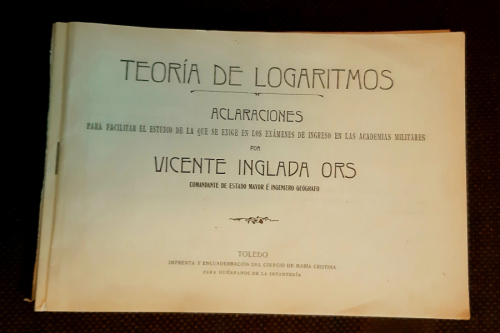 TEORÍA DE LOGARITMOS
ACLARACIONES
PARA FACILITAR EL ESTUDIO DE LA QUE SE EXIGE EN LOS EXÁMENES DE INGRESO EN LAS ACADEMIAS MILITARES
POR
VICENTE INGLADA ORS
COMANDANTE DE ESTADO MAYOR É INGENIERO GEÓGRAFO
TOLEDO
IMPRENTA Y ENCUADERNACIÓN DEL COLEGIO DE MARÍA CRISTINA
PARA HUÉRFANOS DE LA INFANTERÍA